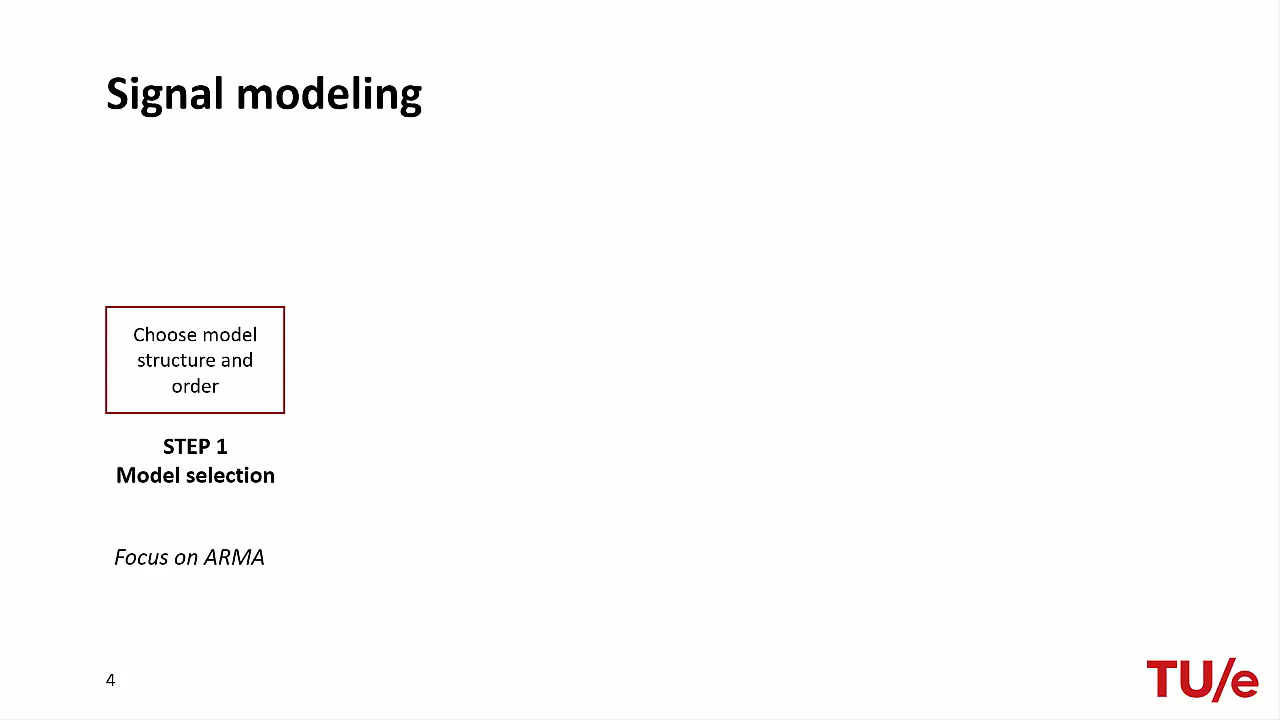 Signal modeling
Choose model
structure and
order
STEP 1
Model selection
Focus on ARMA
4
TU/e